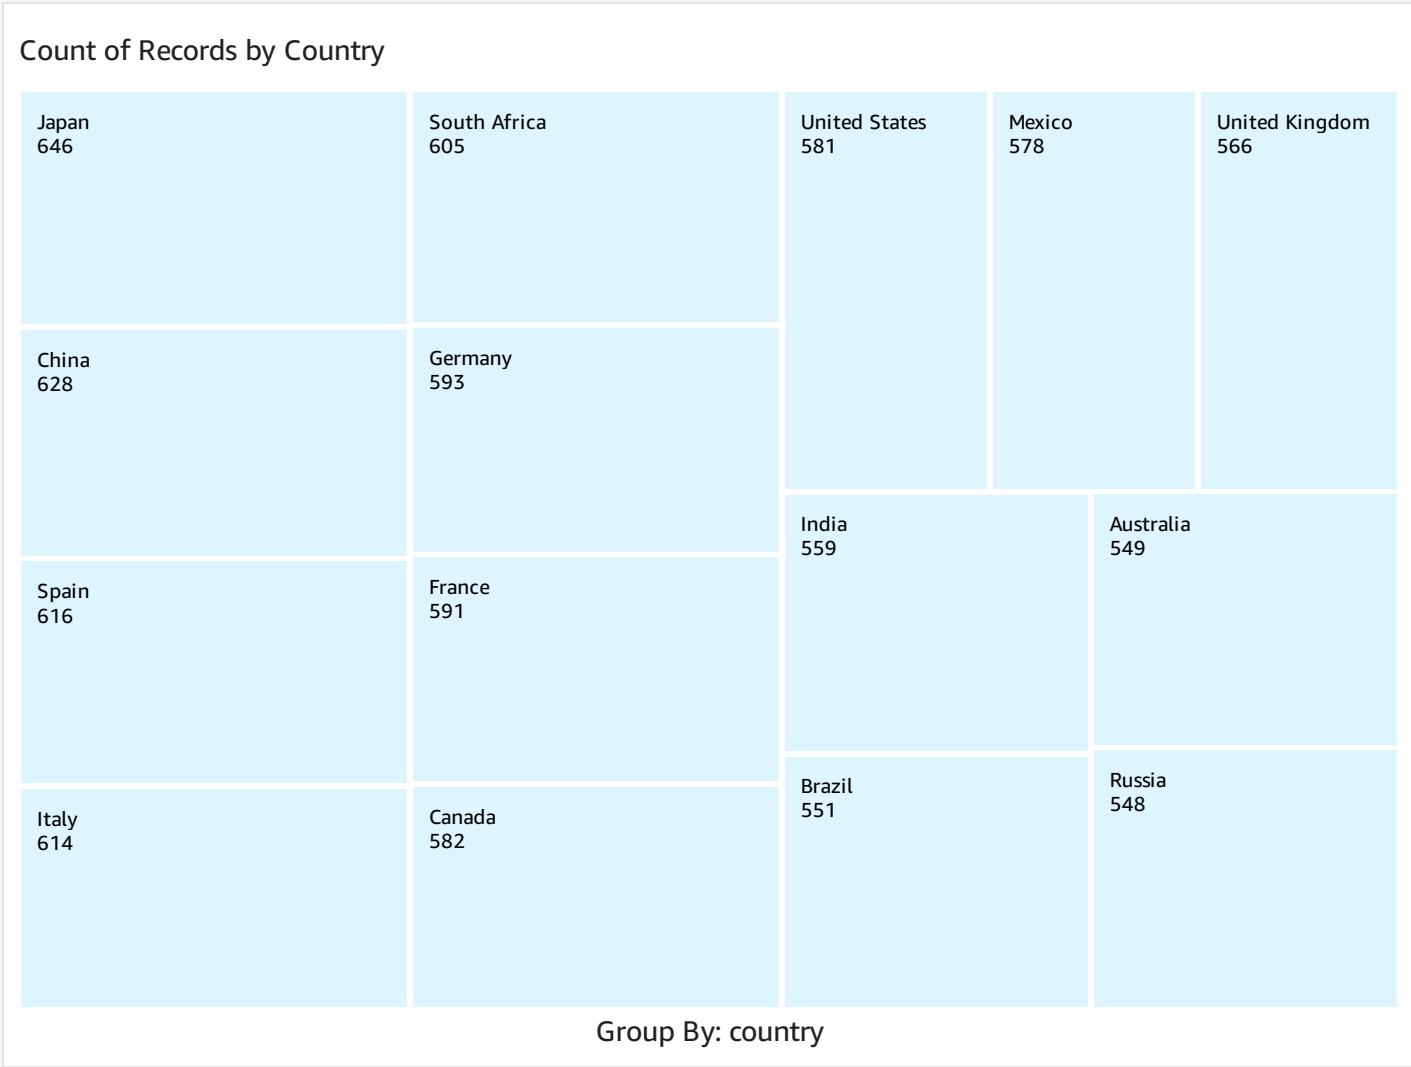 Count of Records by Country
Japan
646
South Africa
605
United States
581
Mexico
578
United Kingdom
566
China
628
Germany
593
India
559
Australia
549
Spain
616
France
591
Brazil
551
Russia
548
Italy
614
Canada
582
Group By: country